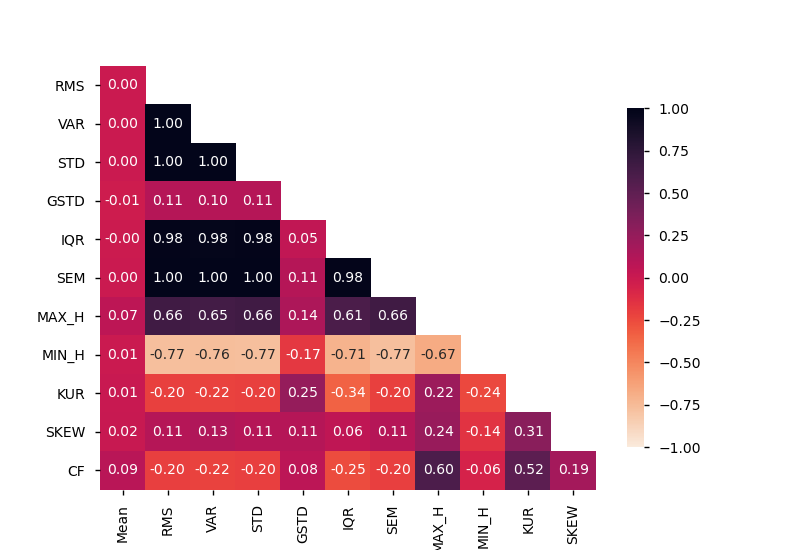 RMS 0.00
VAR 0.00 1.00
STD 0.00 1.00 1.00
GSTD -0.01 0.11 0.10 0.11
IQR -0.00 0.98 0.98 0.98 0.05
SEM 0.00 1.00 1.00 1.00 0.11 0.98
MAX_H 0.07 0.66 0.65 0.66 0.14 0.61 0.66
MIN_H 0.01 -0.77 -0.76 -0.77 -0.17 -0.71 -0.77 -0.67
KUR 0.01 -0.20 -0.22 -0.20 0.25 -0.34 -0.20 0.22 -0.24
SKEW 0.02 0.11 0.13 0.11 0.11 0.06 0.11 0.24 -0.14 0.31
CF 0.09 -0.20 -0.22 -0.20 0.08 -0.25 -0.20 0.60 -0.06 0.52 0.19
Mean RMS VAR STD GSTD IQR SEM MAX_H MIN_H KUR SKEW
1.00
0.75
0.50
0.25
0.00
−0.25
−0.50
−0.75
−1.00